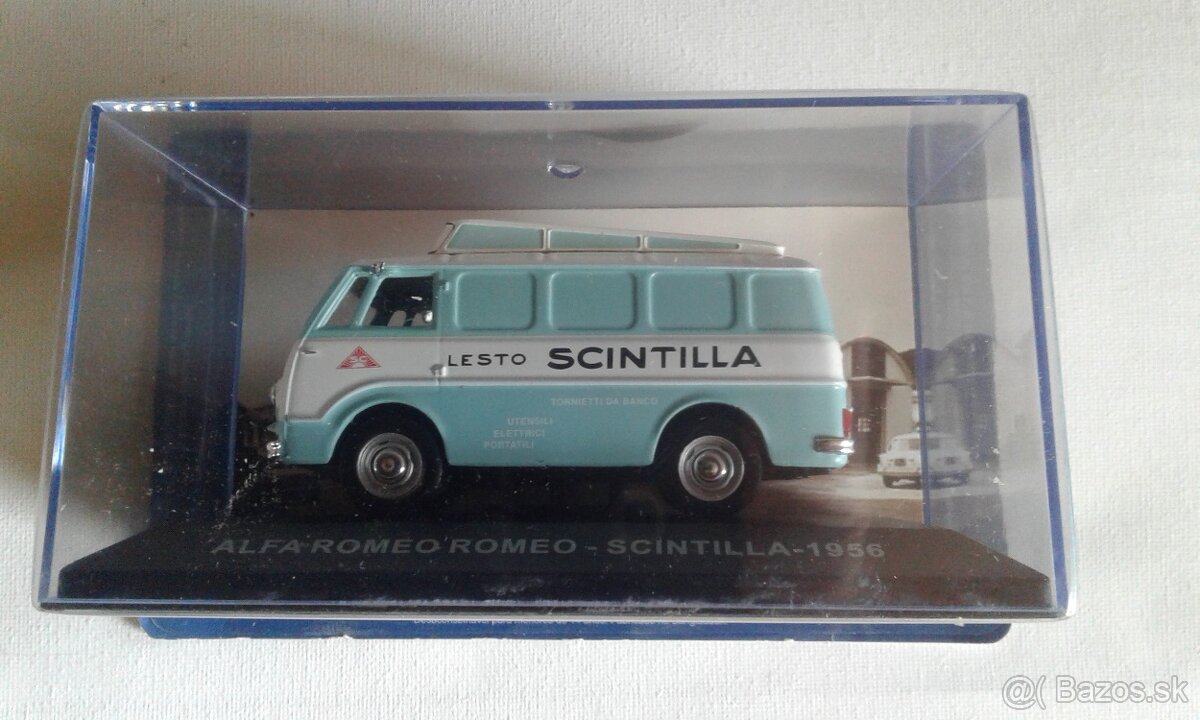 LESTO SCINTILLA
TORNIETTI DA BANCO
UTENSILI
ELETTRICI
PORTATILI
ALFA ROMEO ROMEO - SCINTILLA-1956
@( Bazos.sk